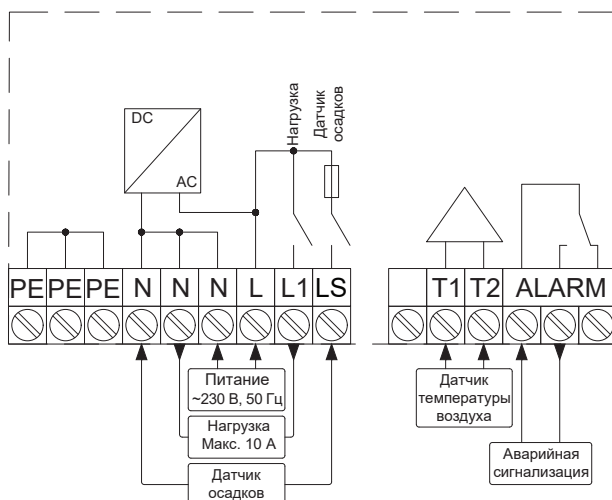 DC
AC
Нагрузка
Датчик
осадков
PE PE PE N N N L L1 LS T1 T2 ALARM
Питание
~230 В, 50 Гц
Нагрузка
Макс. 10 А
Датчик
осадков
Датчик
температуры
воздуха
Аварийная
сигнализация